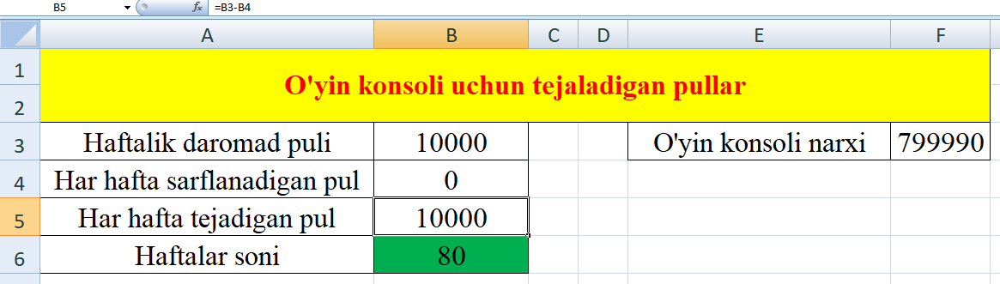 B5 fx =B3-B4
A B C D E F
1
2
O'yin konsoli uchun tejaladigan pullar
3 Haftalik daromad puli 10000 O'yin konsoli narxi 799990
4 Har hafta sarflanadigan pul 0
5 Har hafta tejadigan pul 10000
6 Haftalar soni 80